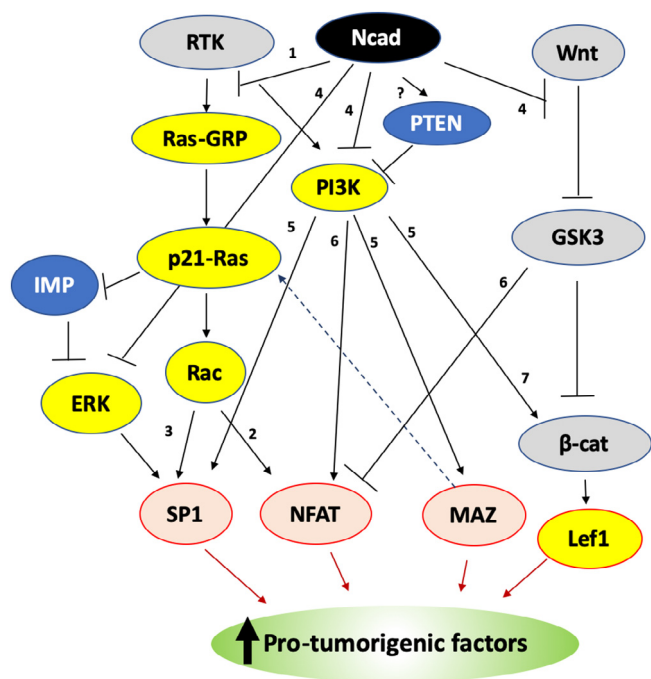 RTK
Ncad
Wnt
1
4
4
?
4
PTEN
Ras-GRP
PI3K
GSK3
5
6
5
5
6
p21-Ras
IMP
Rac
ERK
7
3
2
β-cat
SP1
NFAT
MAZ
Lef1
Pro-tumorigenic factors